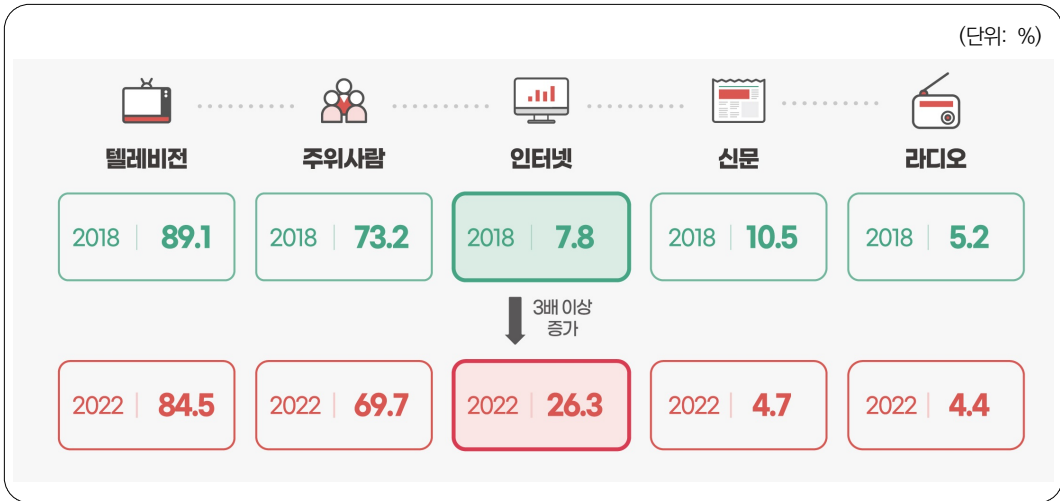 (단위: %)
텔레비전 주위사람 인터넷 신문 라디오
2018 89.1 2018 73.2 2018 7.8 2018 10.5 2018 5.2
3배 이상
증가
2022 84.5 2022 69.7 2022 26.3 2022 4.7 2022 4.4